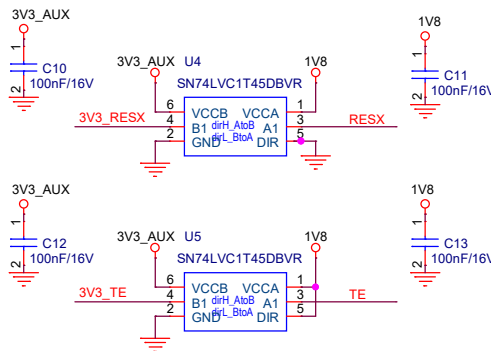 3V3_AUX
1
C10
100nF/16V
2
3V3_AUX
U4
1V8
SN74LVC1T45DBVR
6 VCCB VCCA 1
3V3_RESX 4 B1 dirH_AtoB A1 3 RESX
2 GND dirL_BtoA DIR 5
1V8
1
C11
100nF/16V
2
3V3_AUX
1
C12
100nF/16V
2
3V3_AUX
U5
1V8
SN74LVC1T45DBVR
6 VCCB VCCA 1
3V3_TE 4 B1 dirH_AtoB A1 3 TE
2 GND dirL_BtoA DIR 5
1V8
1
C13
100nF/16V
2